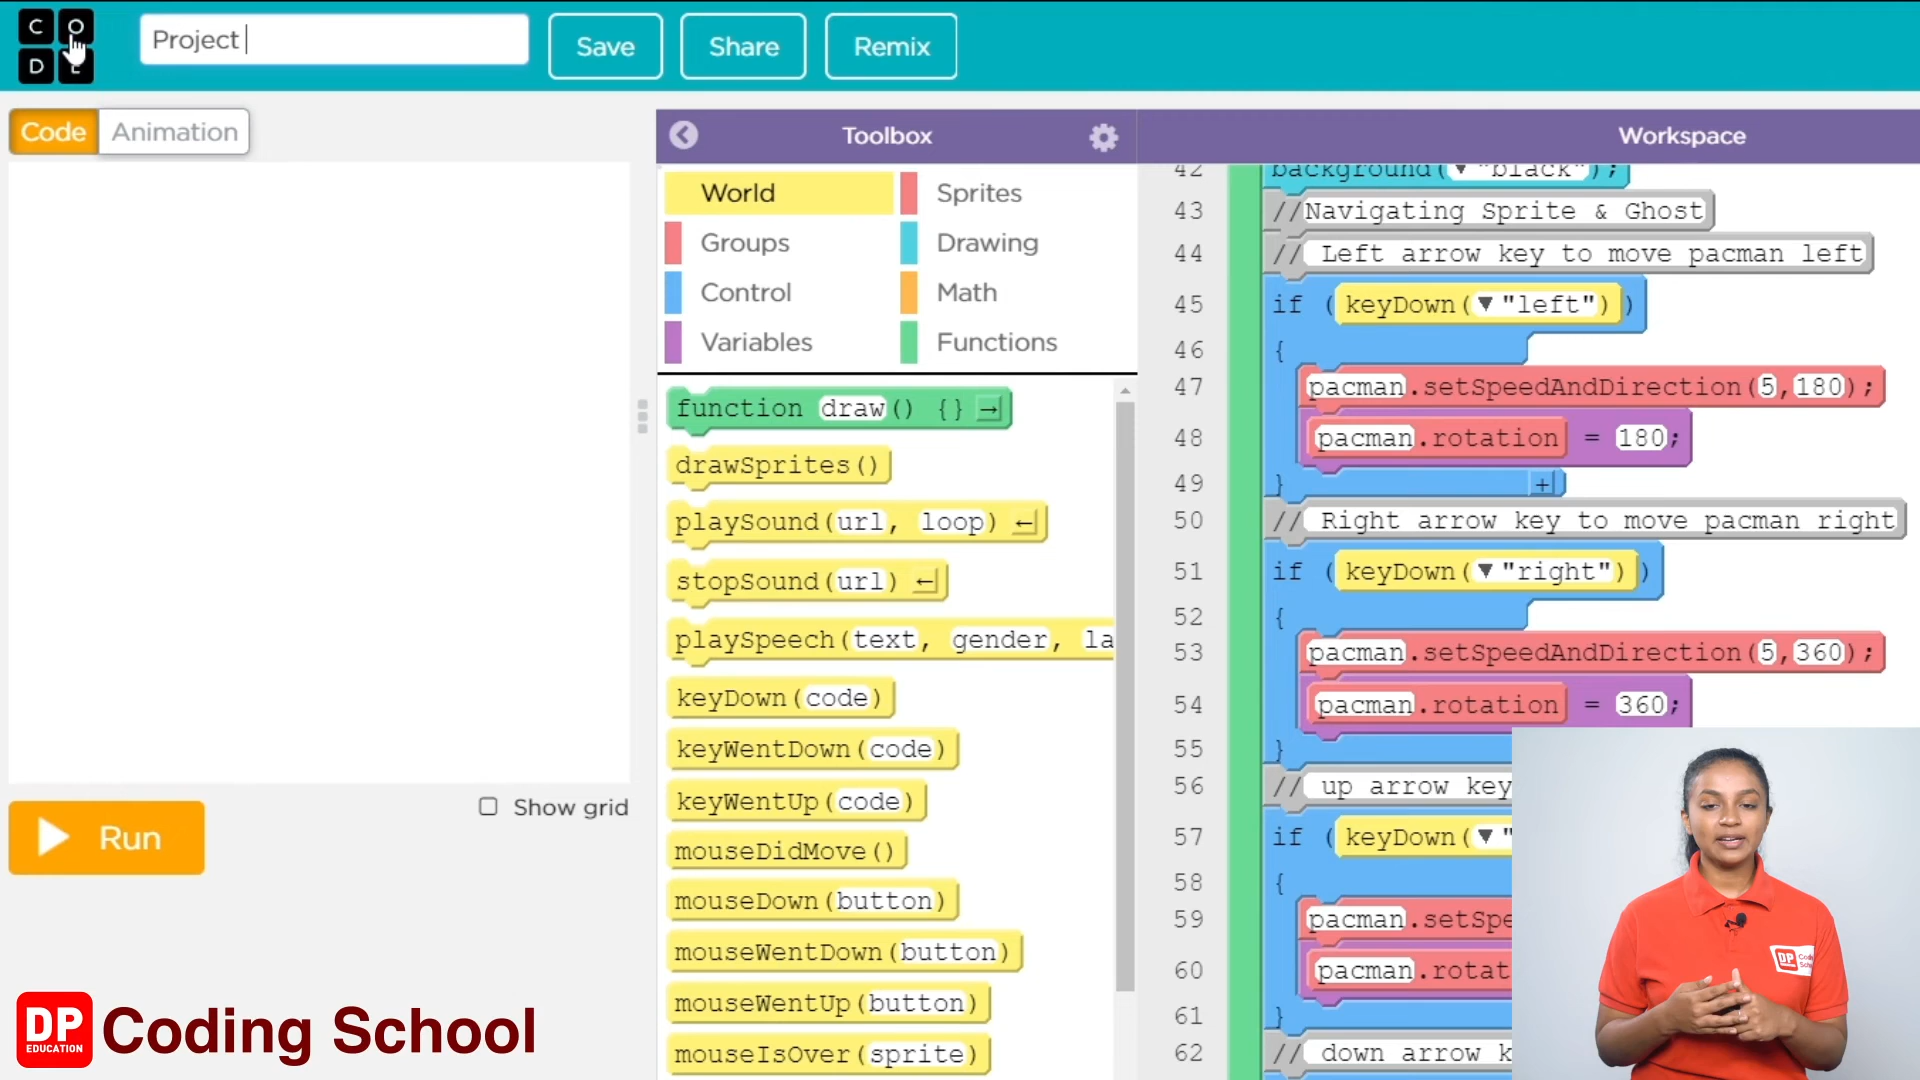 C O
D E
Project
Save
Share
Remix
Code
Animation
Toolbox
Workspace
World
Sprites
Groups
Drawing
Control
Math
Variables
Functions
function draw() {}
drawSprites()
playSound(url, loop)
stopSound(url)
playSpeech(text, gender, la
keyDown(code)
keyWentDown(code)
keyWentUp(code)
mouseDidMove()
mouseDown(button)
mouseWentDown(button)
mouseWentUp(button)
mouseIsOver(sprite)
42 background("black");
43 //Navigating Sprite & Ghost
44 // Left arrow key to move pacman left
45 if (keyDown("left"))
46 {
47 pacman.setSpeedAndDirection(5,180);
48 pacman.rotation = 180;
49 }
50 // Right arrow key to move pacman right
51 if (keyDown("right"))
52 {
53 pacman.setSpeedAndDirection(5,360);
54 pacman.rotation = 360;
55 }
56 // up arrow key
57 if (keyDown("
58 {
59 pacman.setSpe
60 pacman.rotat
61 }
62 // down arrow k
Show grid
Run
DP
EDUCATION
Coding School
DP